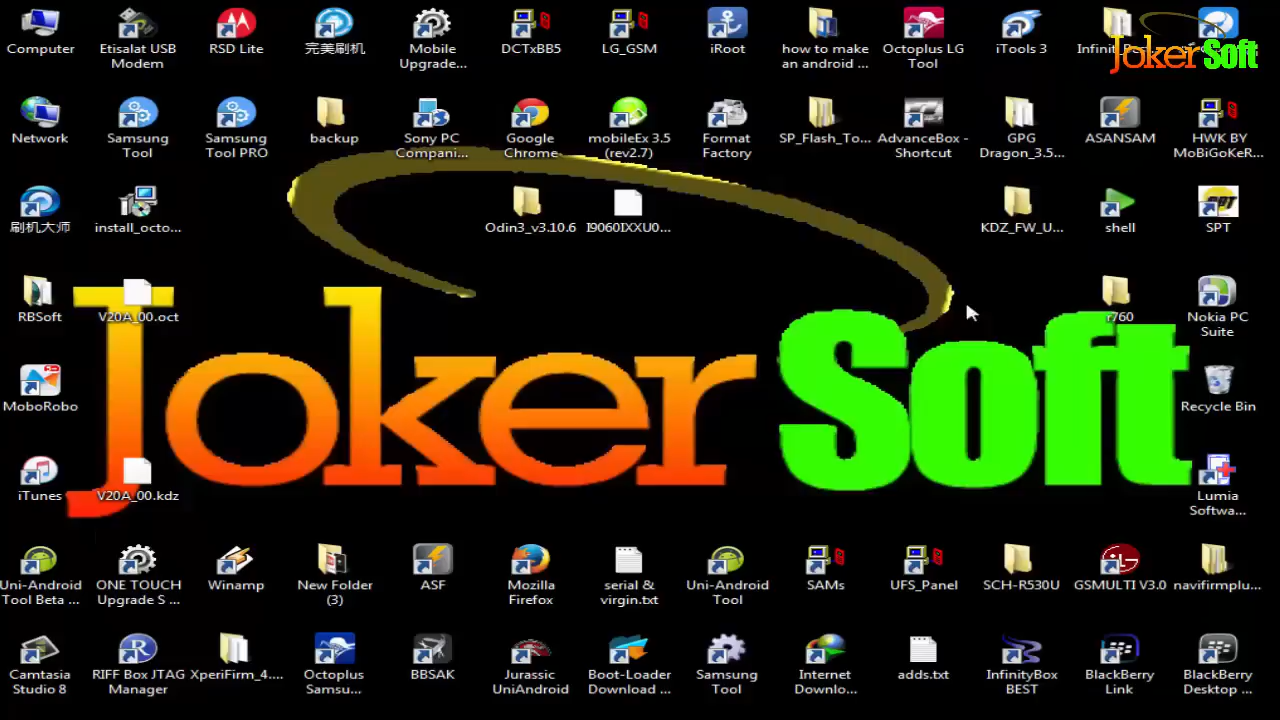 Computer
Etisalat USB
Modem
RSD Lite
完美刷机
Mobile
Upgrade...
DCTxBB5
LG_GSM
iRoot
how to make
an android ...
Octoplus LG
Tool
iTools 3
JokerSoft
Network
Samsung
Tool
Samsung
Tool PRO
backup
Sony PC
Compani...
Google
Chrome
mobileEx 3.5
(rev2.7)
Format
Factory
SP_Flash_To...
AdvanceBox -
Shortcut
GPG
Dragon_3.5...
ASANSAM
HWK BY
MoBiGoKeR...
刷机大师
install_octo...
Odin3_v3.10.6
I9060IXXU0...
KDZ_FW_U...
shell
SPT
RBSoft
V20A_00.oct
r760
Nokia PC
Suite
JokerSoft
MoboRobo
Recycle Bin
iTunes
V20A_00.kdz
Lumia
Softwa...
Uni-Android
Tool Beta ...
ONE TOUCH
Upgrade S ...
Winamp
New Folder
(3)
ASF
Mozilla
Firefox
serial &
virgin.txt
Uni-Android
Tool
SAMs
UFS_Panel
SCH-R530U
GSMULTI V3.0
navifirmplu...
Camtasia
Studio 8
RIFF Box JTAG
Manager
XperiFirm_4....
Octoplus
Samsu...
BBSAK
Jurassic
UniAndroid
Boot-Loader
Download ...
Samsung
Tool
Internet
Downlo...
adds.txt
InfinityBox
BEST
BlackBerry
Link
BlackBerry
Desktop ...